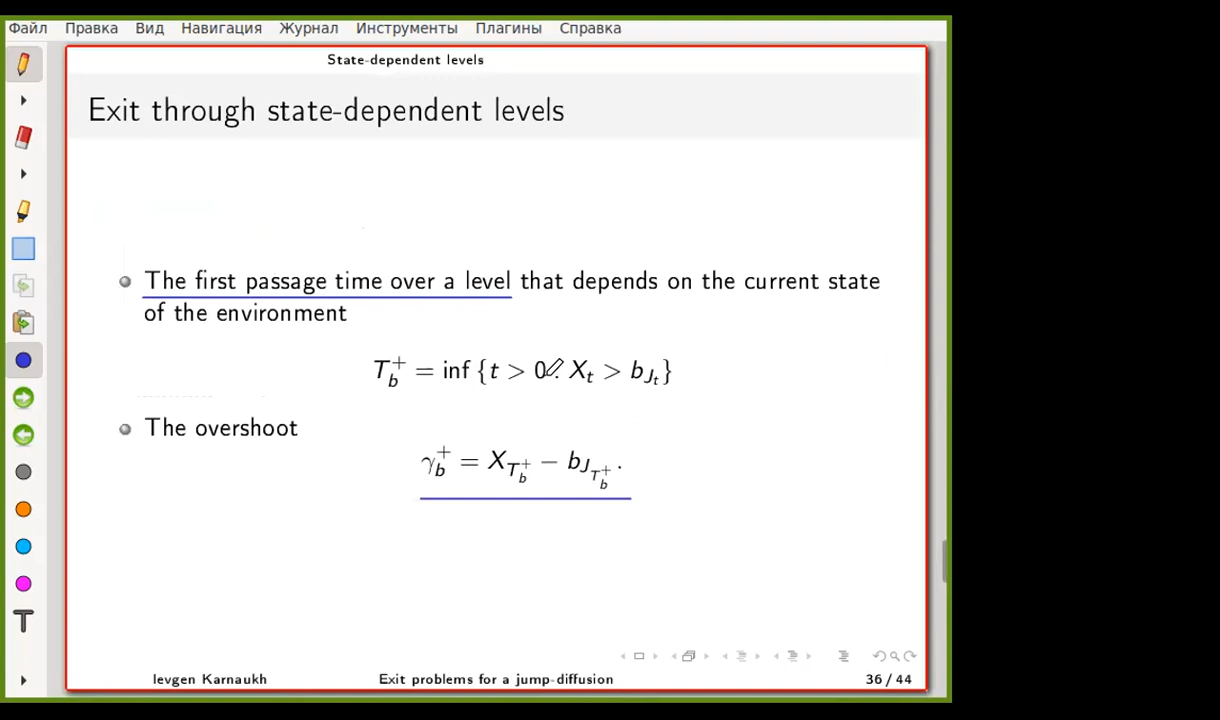 Файл Правка Вид Навигация Журнал Инструменты Плагины Справка
State-dependent levels
Exit through state-dependent levels
The first passage time over a level that depends on the current state
of the environment
T_b^+ = inf {t > 0: X_t > b_{J_t}}
The overshoot
γ_b^+ = X_{T_b^+} − b_{J_{T_b^+}}.
Ievgen Karnaukh Exit problems for a jump-diffusion 36 / 44